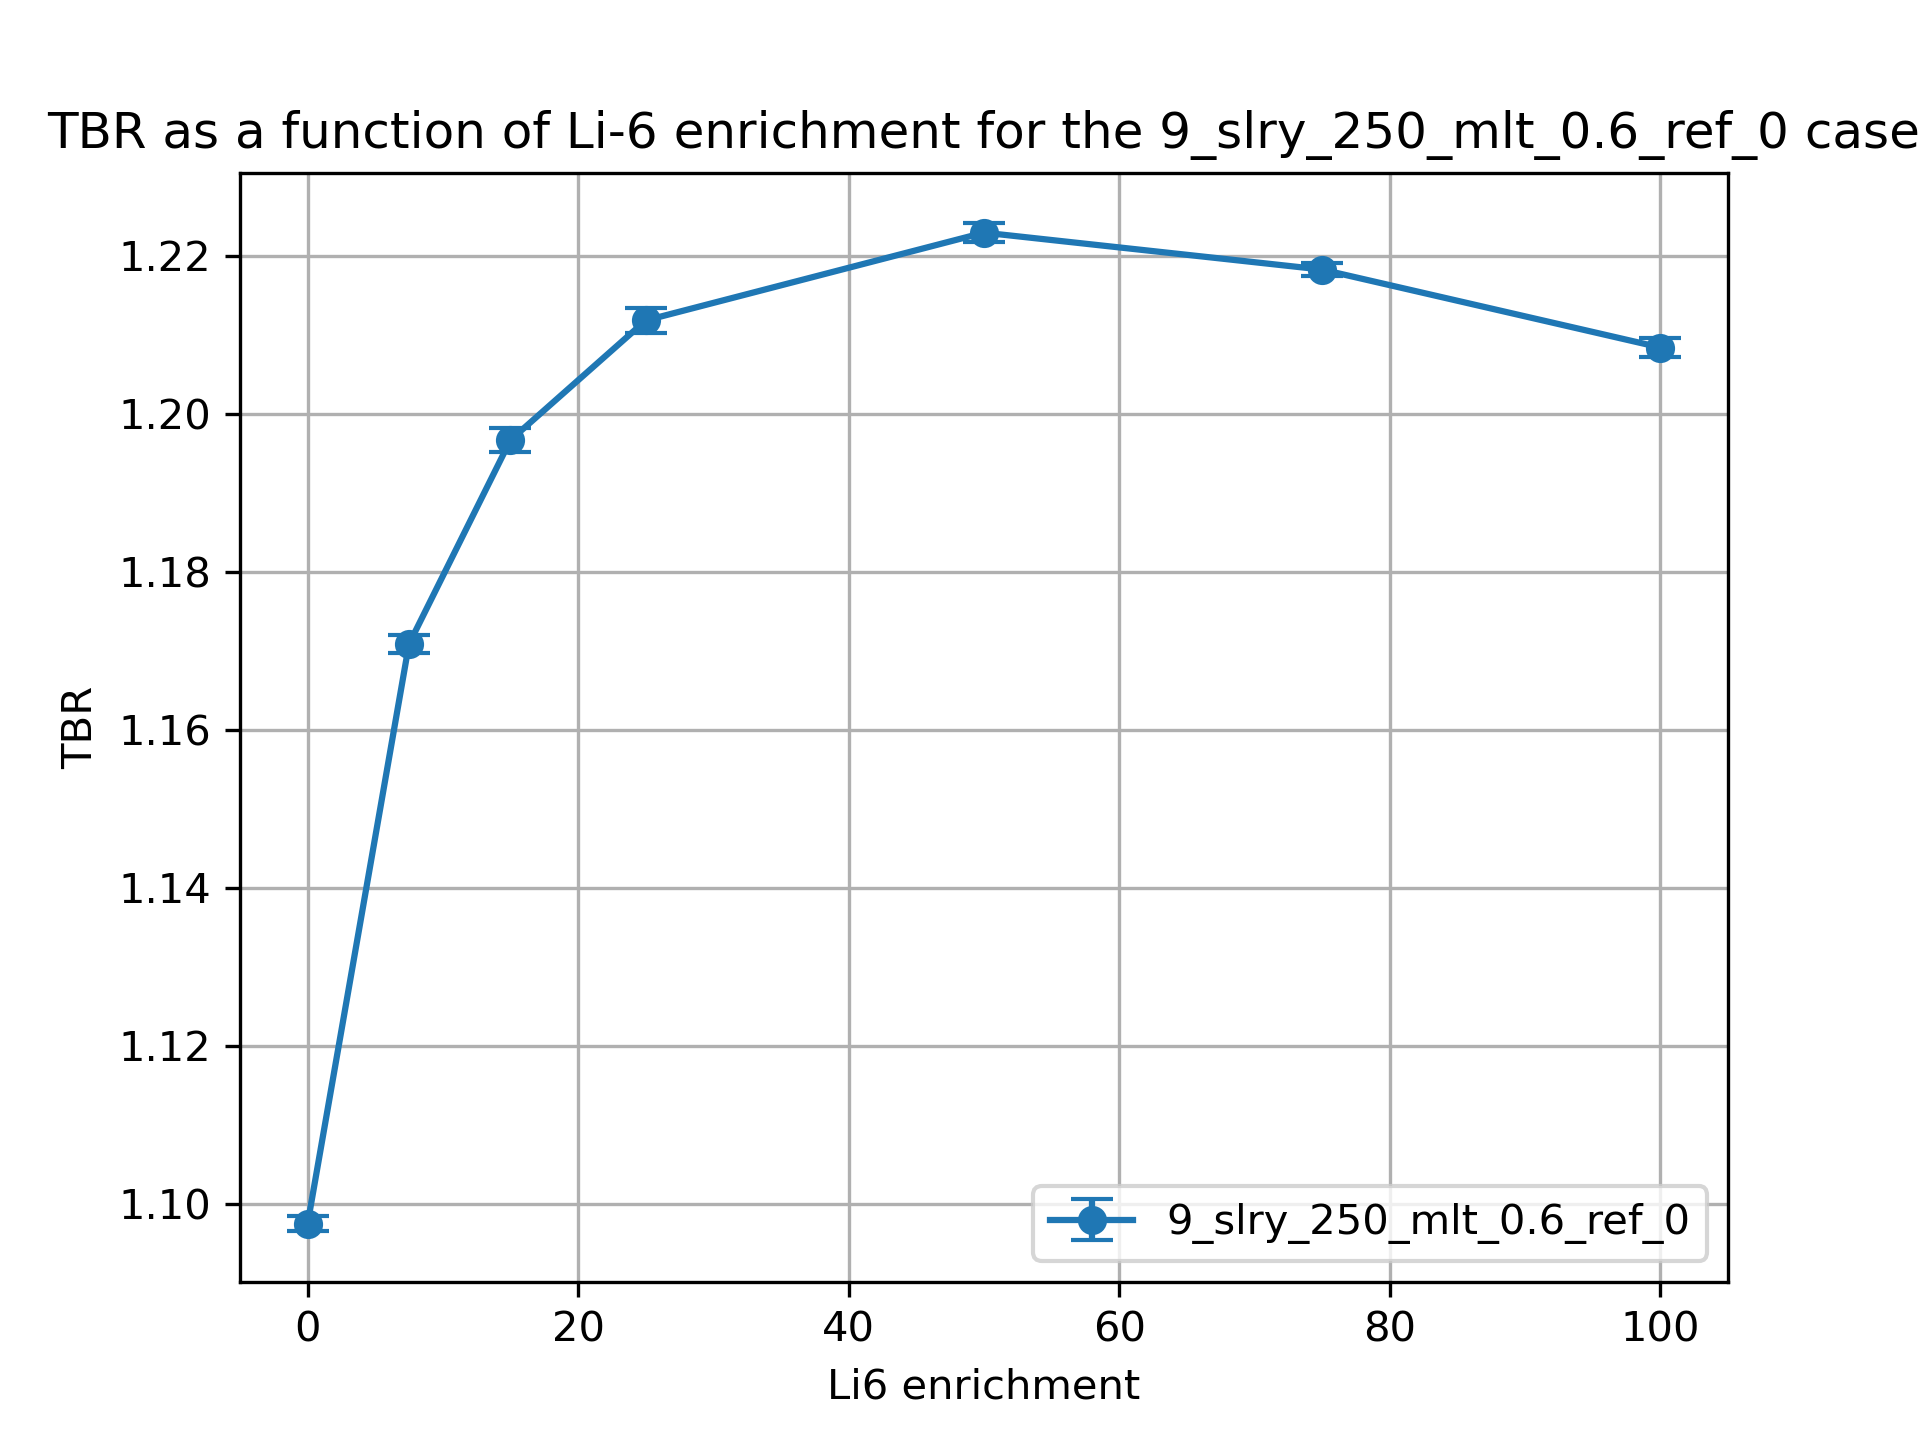 TBR as a function of Li-6 enrichment for the 9_slry_250_mlt_0.6_ref_0 case
1.22
1.20
1.18
1.16
1.14
1.12
1.10
TBR
9_slry_250_mlt_0.6_ref_0
0 20 40 60 80 100
Li6 enrichment